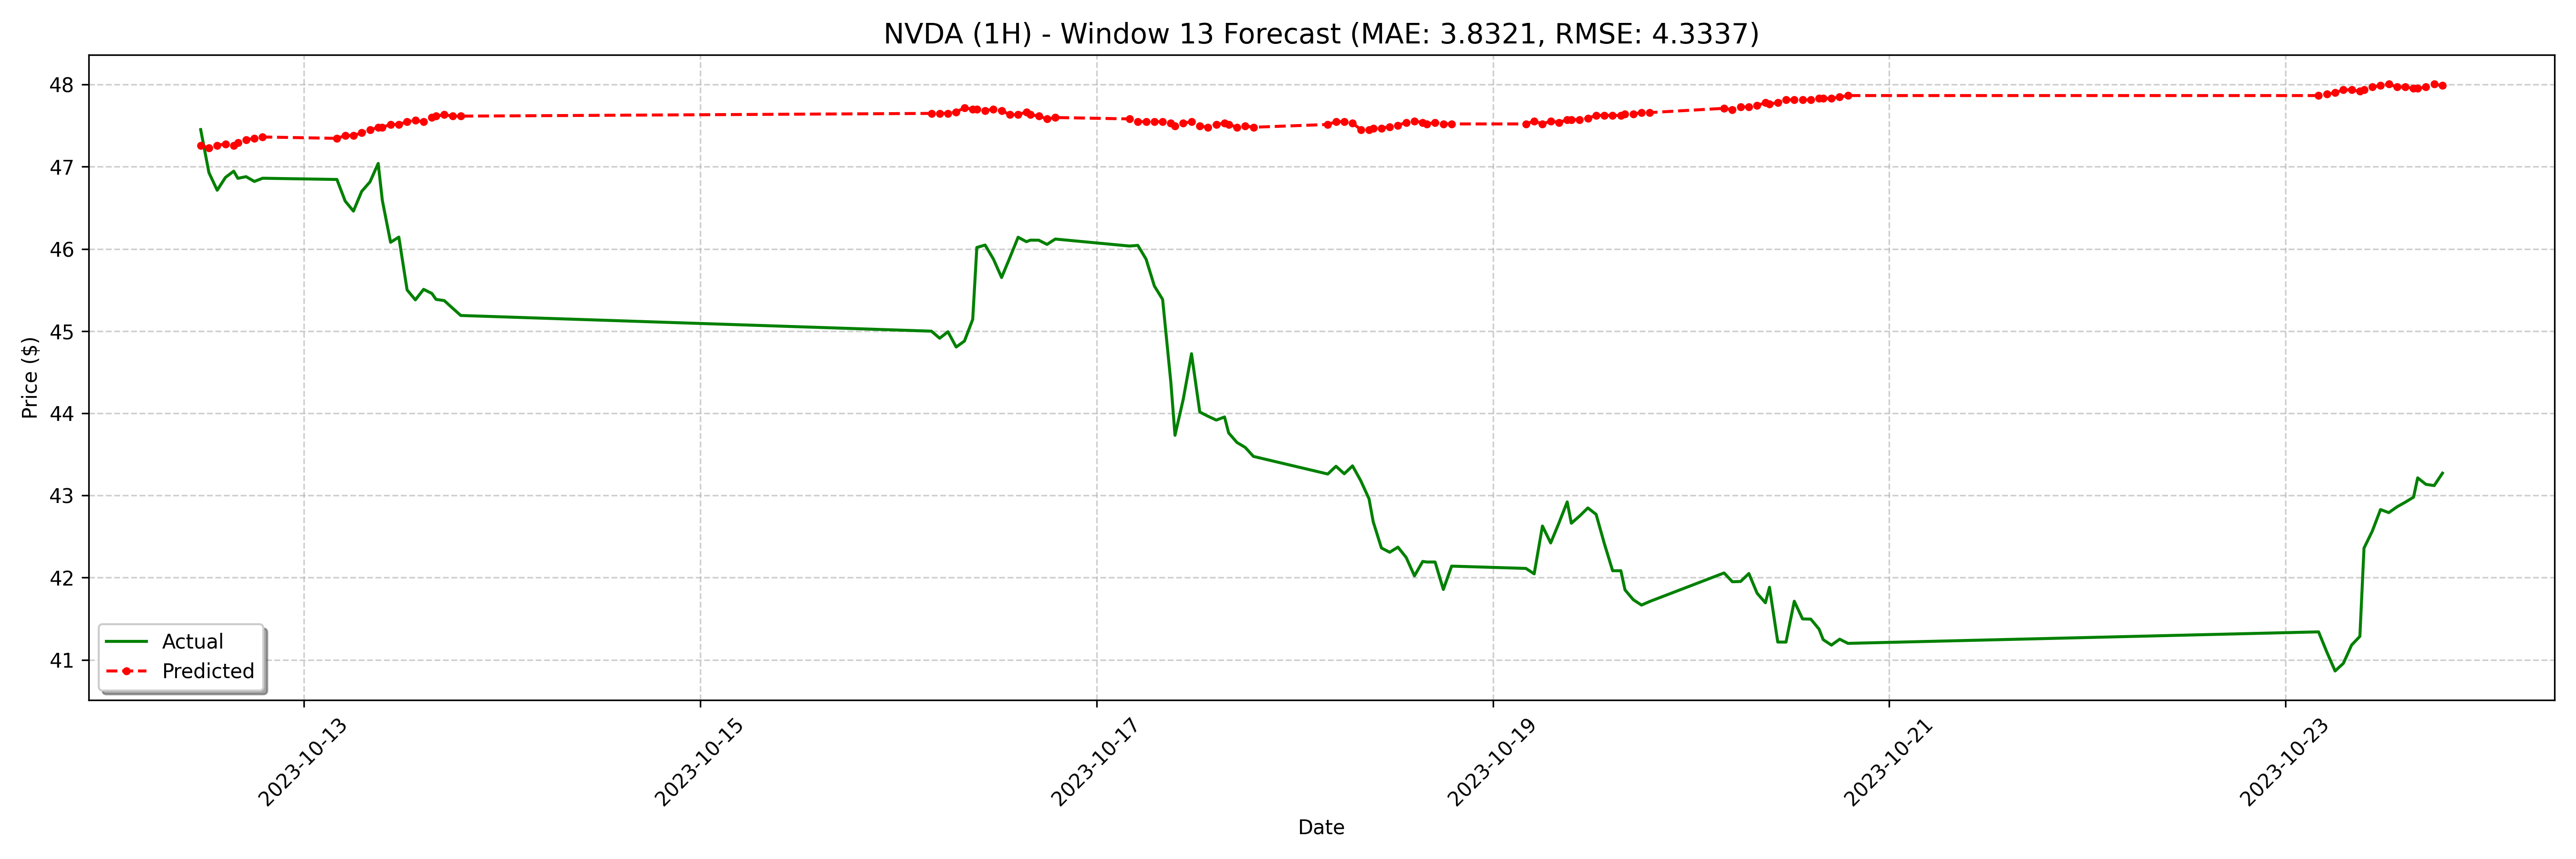 NVDA (1H) - Window 13 Forecast (MAE: 3.8321, RMSE: 4.3337)
48
47
46
45
44
43
42
41
Price ($)
Actual
Predicted
2023-10-13
2023-10-15
2023-10-17
2023-10-19
2023-10-21
2023-10-23
Date